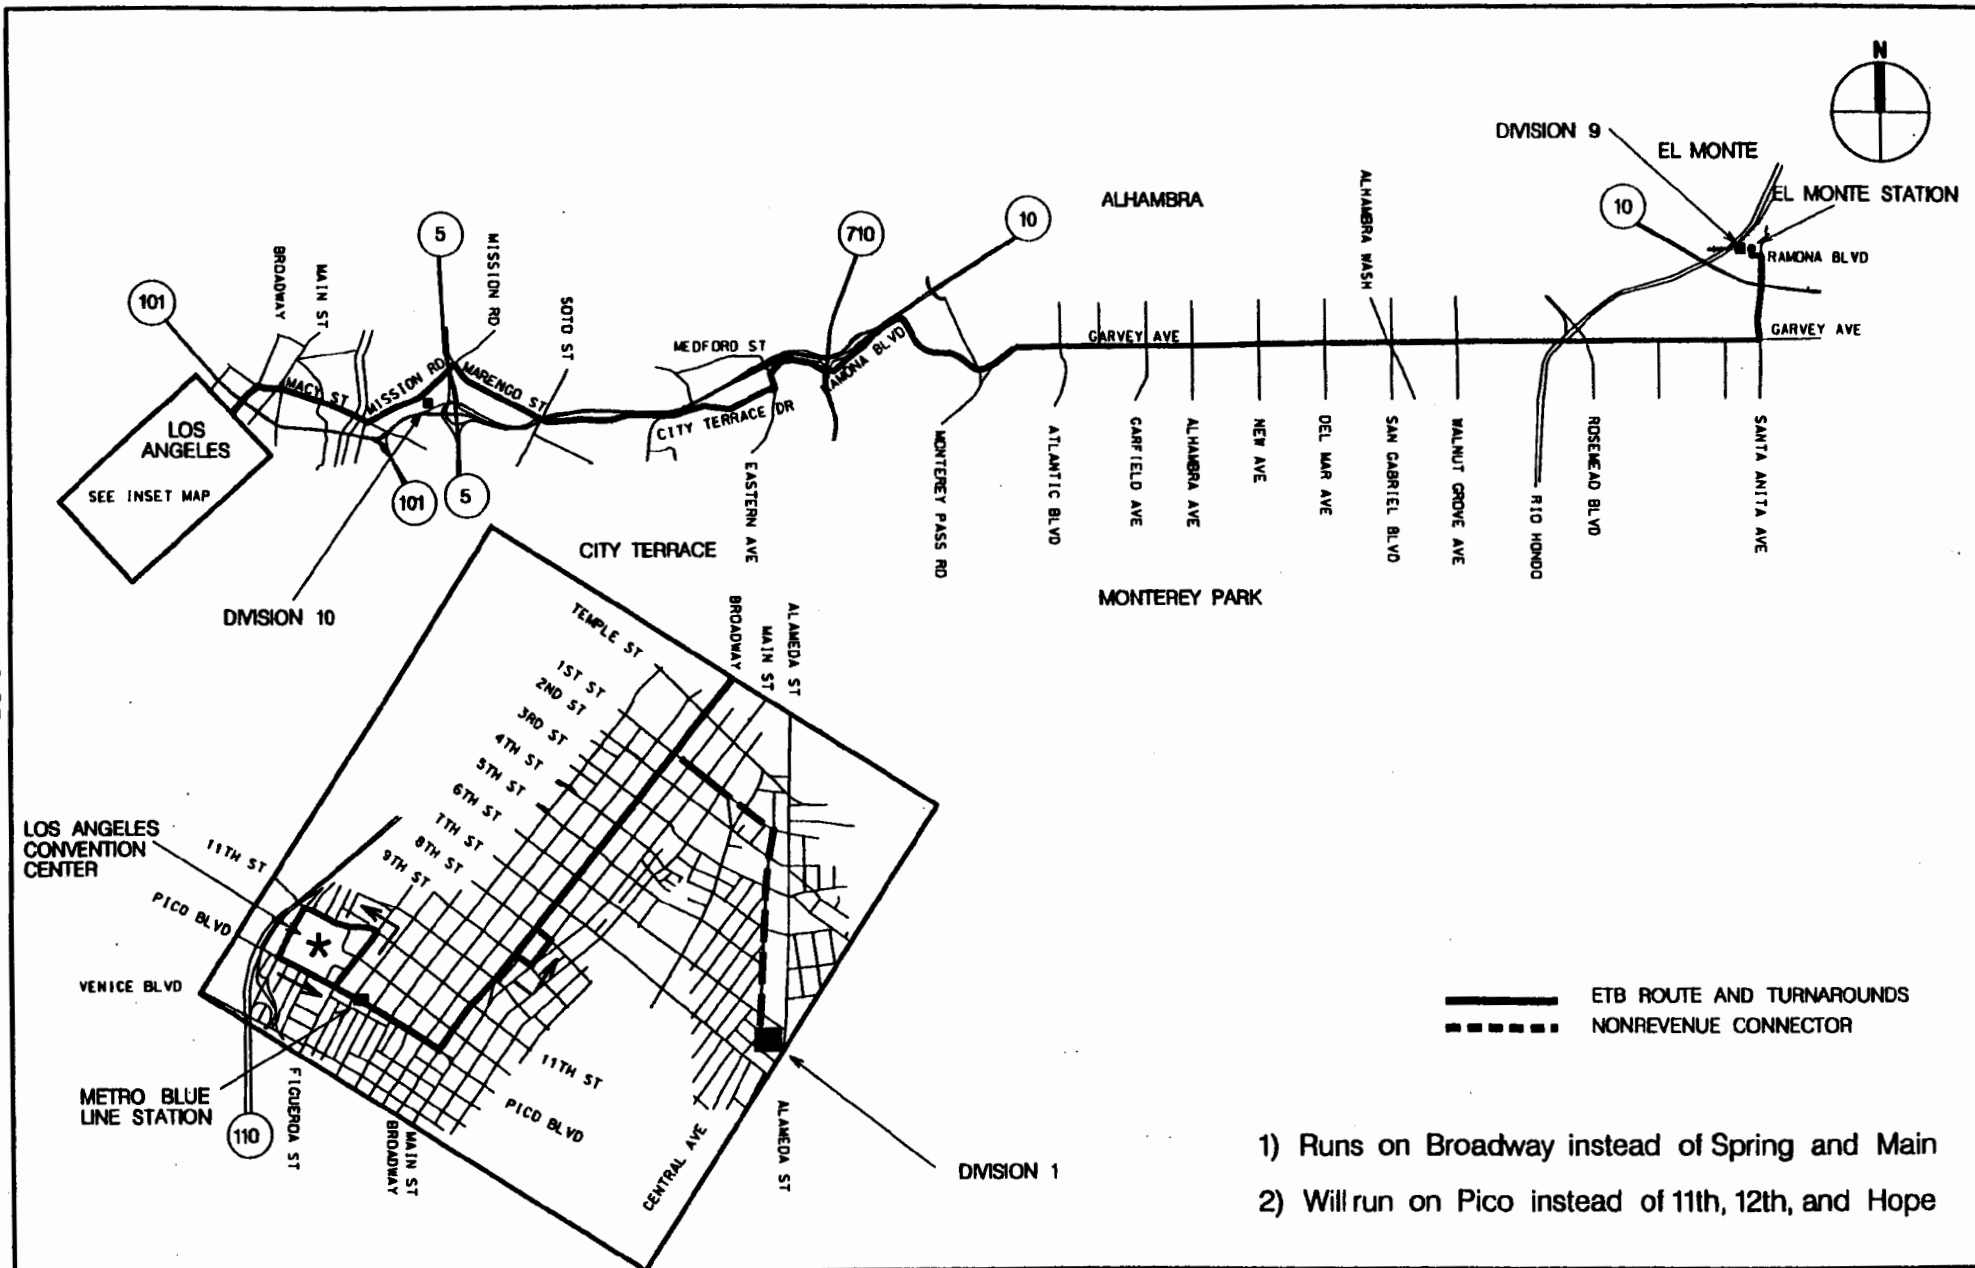 N
DIVISION 9
EL MONTE
EL MONTE STATION
ALHAMBRA
ALHAMBRA WASH
10
10
710
5
101
BROADWAY
MAIN ST
MISSION RD
SOTO ST
RAMONA BLVD
MEDFORD ST
GARVEY AVE
GARVEY AVE
RAMONA BLVD
MACY ST
MISSION RD
MARENGO ST
CITY TERRACE DR
LOS
ANGELES
SEE INSET MAP
101
5
EASTERN AVE
MONTEREY PASS RD
ATLANTIC BLVD
GARFIELD AVE
ALHAMBRA AVE
NEW AVE
DEL MAR AVE
SAN GABRIEL BLVD
WALNUT GROVE AVE
RIO HONDO
ROSEMEAD BLVD
SANTA ANITA AVE
CITY TERRACE
MONTEREY PARK
DIVISION 10
BROADWAY
MAIN ST
ALAMEDA ST
TEMPLE ST
1ST ST
2ND ST
3RD ST
4TH ST
5TH ST
6TH ST
7TH ST
8TH ST
9TH ST
LOS ANGELES
CONVENTION
CENTER
11TH ST
PICO BLVD
VENICE BLVD
METRO BLUE
LINE STATION
110
FIGUEROA ST
MAIN ST
BROADWAY
11TH ST
PICO BLVD
CENTRAL AVE
ALAMEDA ST
DIVISION 1
ETB ROUTE AND TURNAROUNDS
NONREVENUE CONNECTOR
1) Runs on Broadway instead of Spring and Main
2) Will run on Pico instead of 11th, 12th, and Hope